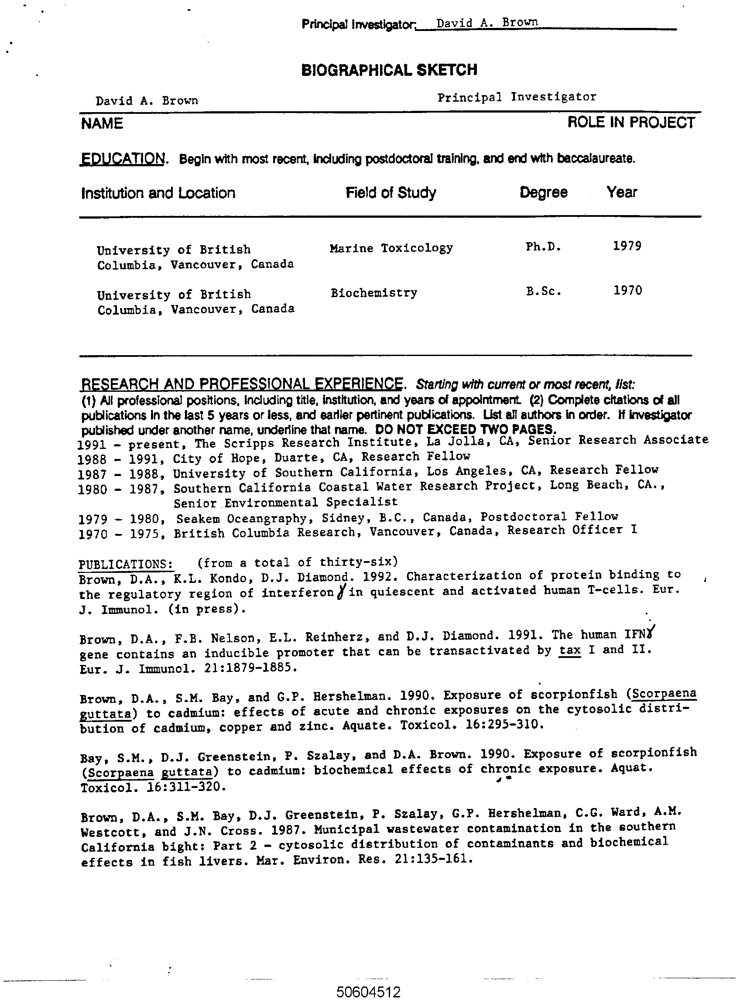 Principal Investigator: David A. Brown
BIOGRAPHICAL SKETCH
David A. Brown Principal Investigator
NAME ROLE IN PROJECT
EDUCATION. Begin with most recent, including postdoctoral training, and end with baccalaureate.
Institution and Location Field of Study Degree Year
University of British Marine Toxicology Ph.D. 1979
Columbia, Vancouver, Canada
University of British Biochemistry B.Sc. 1970
Columbia, Vancouver, Canada
RESEARCH AND PROFESSIONAL EXPERIENCE. Starting with current or most recent, list:
(1) All professional positions, including title, institution, and years of appointment. (2) Complete citations of all
publications in the last 5 years or less, and earlier pertinent publications. List all authors in order. If investigator
published under another name, underline that name. DO NOT EXCEED TWO PAGES.
1991 - present, The Scripps Research Institute, La Jolla, CA, Senior Research Associate
1988 - 1991, City of Hope, Duarte, CA, Research Fellow
1987 - 1988, University of Southern California, Los Angeles, CA, Research Fellow
1980 - 1987, Southern California Coastal Water Research Project, Long Beach, CA.,
Senior Environmental Specialist
1979 - 1980, Seakem Oceangraphy, Sidney, B.C., Canada, Postdoctoral Fellow
1970 - 1975, British Columbia Research, Vancouver, Canada, Research Officer I
PUBLICATIONS: (from a total of thirty-six)
Brown, D.A., K.L. Kondo, D.J. Diamond. 1992. Characterization of protein binding to
the regulatory region of interferon γ in quiescent and activated human T-cells. Eur.
J. Immunol. (in press).
Brown, D.A., F.B. Nelson, E.L. Reinherz, and D.J. Diamond. 1991. The human IFNγ
gene contains an inducible promoter that can be transactivated by tax I and II.
Eur. J. Immunol. 21:1879-1885.
Brown, D.A., S.M. Bay, and G.P. Hershelman. 1990. Exposure of scorpionfish (Scorpaena
guttata) to cadmium: effects of acute and chronic exposures on the cytosolic distri-
bution of cadmium, copper and zinc. Aquate. Toxicol. 16:295-310.
Bay, S.M., D.J. Greenstein, P. Szalay, and D.A. Brown. 1990. Exposure of scorpionfish
(Scorpaena guttata) to cadmium: biochemical effects of chronic exposure. Aquat.
Toxicol. 16:311-320.
Brown, D.A., S.M. Bay, D.J. Greenstein, P. Szalay, G.P. Hershelman, C.G. Ward, A.M.
Westcott, and J.N. Cross. 1987. Municipal wastewater contamination in the southern
California bight: Part 2 - cytosolic distribution of contaminants and biochemical
effects in fish livers. Mar. Environ. Res. 21:135-161.
50604512